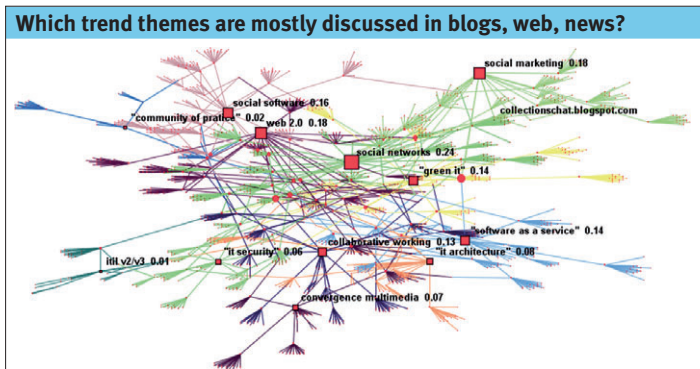 Which trend themes are mostly discussed in blogs, web, news?
social marketing 0.18
social software 0.16
collectionschat.blogspot.com
"community of pratice" 0.02
web 2.0 0.18
social networks 0.24
"green it" 0.14
"software as a service" 0.14
collaborative working 0.13
"it security" 0.06
"it architecture" 0.08
itil v2/v3 0.01
convergence multimedia 0.07